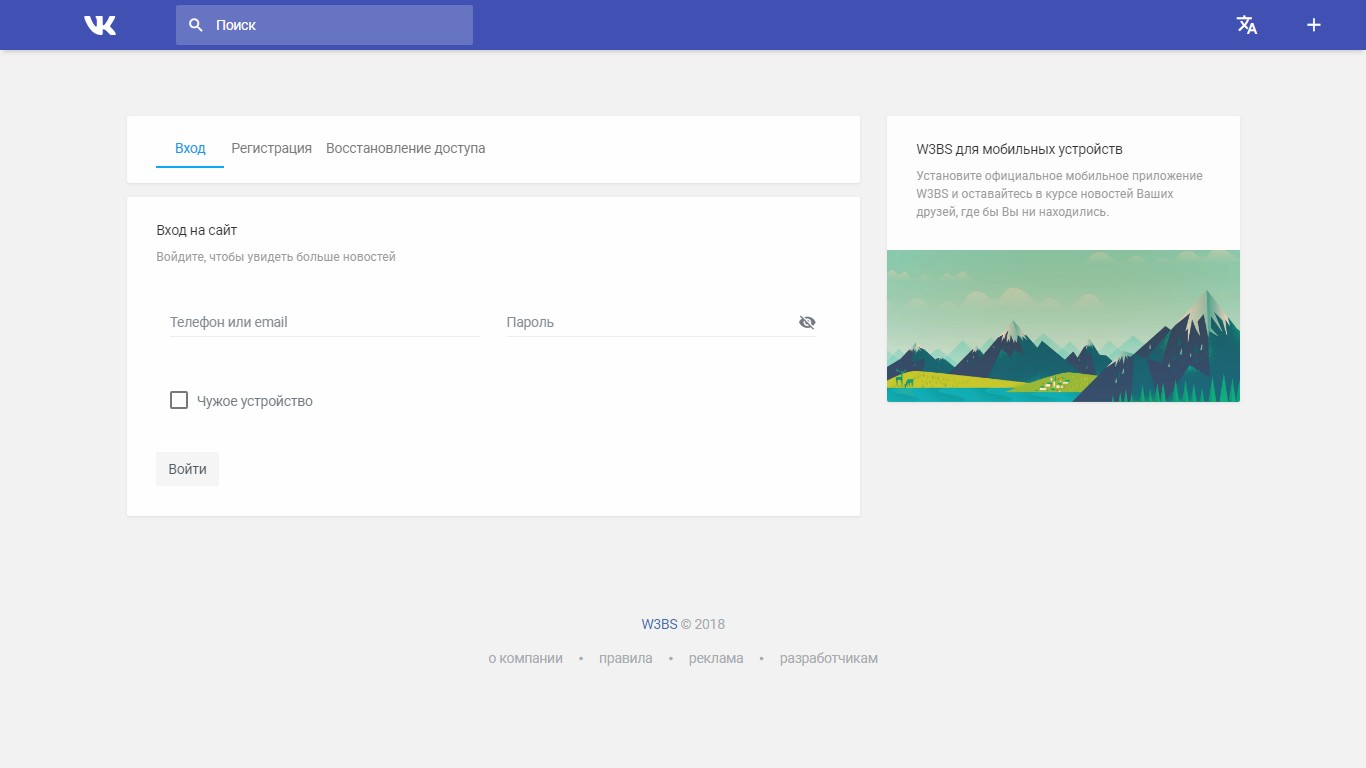 Поиск
Вход
Регистрация
Восстановление доступа
Вход на сайт
Войдите, чтобы увидеть больше новостей
Телефон или email
Пароль
Чужое устройство
Войти
W3BS для мобильных устройств
Установите официальное мобильное приложение
W3BS и оставайтесь в курсе новостей Ваших
друзей, где бы Вы ни находились.
W3BS © 2018
о компании • правила • реклама • разработчикам